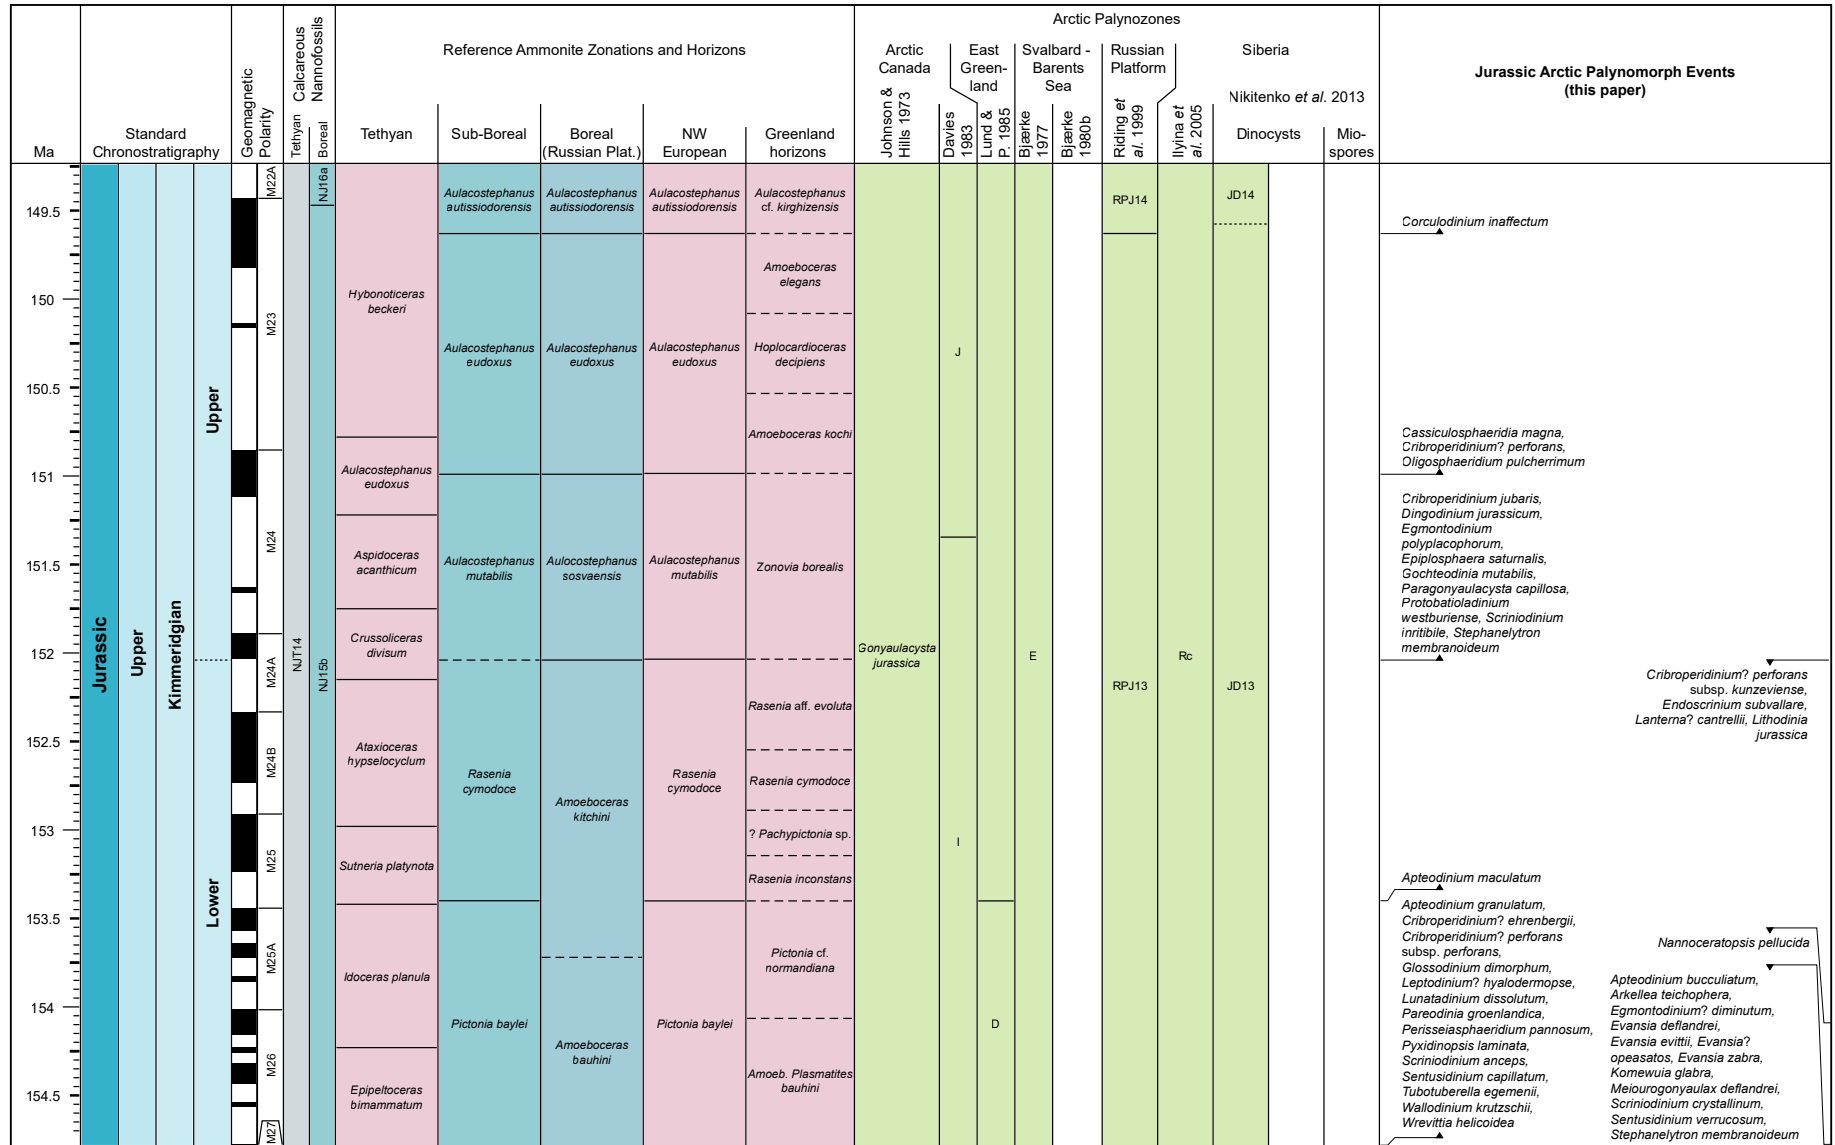 Arctic Palynozones
Reference Ammonite Zonations and Horizons
Arctic
Canada
East
Green-
land
Svalbard -
Barents
Sea
Russian
Platform
Siberia
Nikitenko et al. 2013
Jurassic Arctic Palynomorph Events
(this paper)
Ma
Standard
Chronostratigraphy
Geomagnetic
Polarity
Calcareous
Nannofossils
Tethyan
Boreal
Tethyan
Sub-Boreal
Boreal
(Russian Plat.)
NW
European
Greenland
horizons
Johnson &
Hills 1973
Davies
1983
Lund &
P. 1985
Bjærke
1977
Bjærke
1980b
Riding et
al. 1999
Ilyina et
al. 2005
Dinocysts
Mio-
spores
149.5
150
150.5
151
151.5
152
152.5
153
153.5
154
154.5
Jurassic
Upper
Kimmeridgian
Upper
Lower
M22A
M23
M24
M24A
M24B
M25
M25A
M26
M27
NJT14
NJ16a
NJ15b
Hybonoticeras
beckeri
Aulacostephanus
eudoxus
Aspidoceras
acanthicum
Crussoliceras
divisum
Ataxioceras
hypselocyclum
Sutneria platynota
Idoceras planula
Epipeltoceras
bimammatum
Aulacostephanus
autissiodorensis
Aulacostephanus
eudoxus
Aulacostephanus
mutabilis
Rasenia
cymodoce
Pictonia baylei
Aulacostephanus
autissiodorensis
Aulacostephanus
eudoxus
Aulocostephanus
sosvaensis
Amoeboceras
kitchini
Amoeboceras
bauhini
Aulacostephanus
autissiodorensis
Aulacostephanus
eudoxus
Aulacostephanus
mutabilis
Rasenia
cymodoce
Pictonia baylei
Aulacostephanus
cf. kirghizensis
Amoeboceras
elegans
Hoplocardioceras
decipiens
Amoeboceras kochi
Zonovia borealis
Rasenia aff. evoluta
Rasenia cymodoce
? Pachypictonia sp.
Rasenia inconstans
Pictonia cf.
normandiana
Amoeb. Plasmatites
bauhini
Gonyaulacysta
jurassica
J
I
D
E
RPJ14
RPJ13
Rc
JD14
JD13
Corculodinium inaffectum
Cassiculosphaeridia magna,
Cribroperidinium? perforans,
Oligosphaeridium pulcherrimum
Cribroperidinium jubaris,
Dingodinium jurassicum,
Egmontodinium
polyplacophorum,
Epiplosphaera saturnalis,
Gochteodinia mutabilis,
Paragonyaulacysta capillosa,
Protobatioladinium
westburiense, Scriniodinium
inritibile, Stephanelytron
membranoideum
Cribroperidinium? perforans
subsp. kunzeviense,
Endoscrinium subvallare,
Lanterna? cantrellii, Lithodinia
jurassica
Apteodinium maculatum
Apteodinium granulatum,
Cribroperidinium? ehrenbergii,
Cribroperidinium? perforans
subsp. perforans,
Glossodinium dimorphum,
Leptodinium? hyalodermopse,
Lunatadinium dissolutum,
Pareodinia groenlandica,
Perisseiasphaeridium pannosum,
Pyxidinopsis laminata,
Scriniodinium anceps,
Sentusidinium capillatum,
Tubotuberella egemenii,
Wallodinium krutzschii,
Wrevittia helicoidea
Nannoceratopsis pellucida
Apteodinium bucculiatum,
Arkellea teichophera,
Egmontodinium? diminutum,
Evansia deflandrei,
Evansia evittii, Evansia?
opeasatos, Evansia zabra,
Komewuia glabra,
Meiourogonyaulax deflandrei,
Scriniodinium crystallinum,
Sentusidinium verrucosum,
Stephanelytron membranoideum